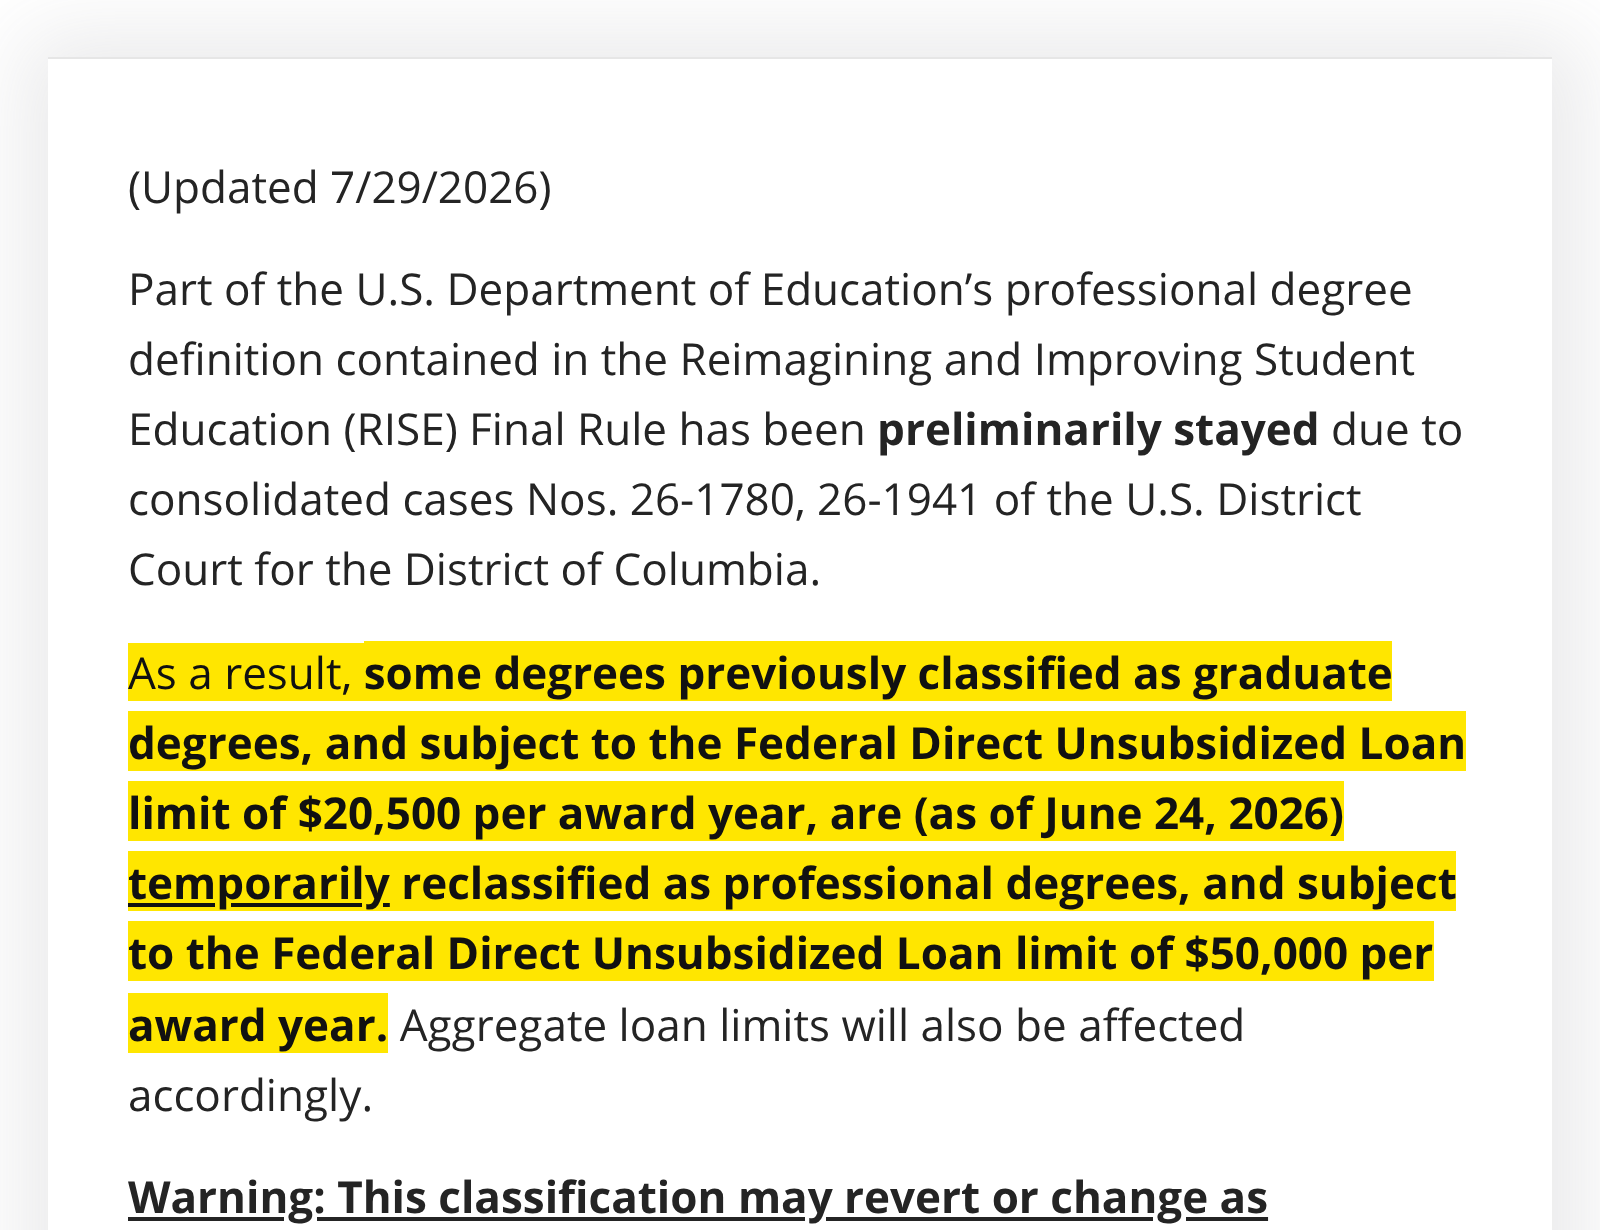 (Updated 7/29/2026)
Part of the U.S. Department of Education’s professional degree
definition contained in the Reimagining and Improving Student
Education (RISE) Final Rule has been preliminarily stayed due to
consolidated cases Nos. 26-1780, 26-1941 of the U.S. District
Court for the District of Columbia.
As a result, some degrees previously classified as graduate
degrees, and subject to the Federal Direct Unsubsidized Loan
limit of $20,500 per award year, are (as of June 24, 2026)
temporarily reclassified as professional degrees, and subject
to the Federal Direct Unsubsidized Loan limit of $50,000 per
award year. Aggregate loan limits will also be affected
accordingly.
Warning: This classification may revert or change as